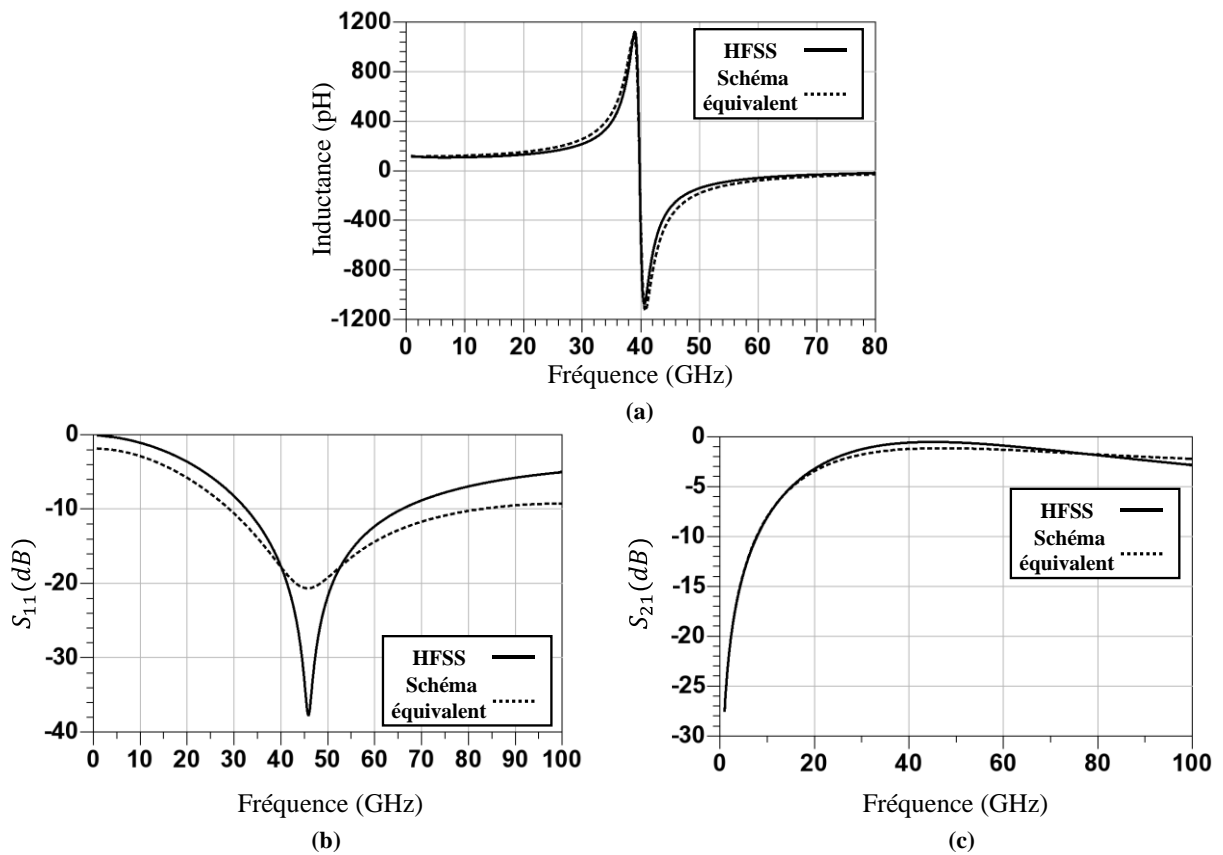 1200
800
400
0
-400
-800
-1200
Inductance (pH)
HFSS
Schéma
équivalent
0 10 20 30 40 50 60 70 80
Fréquence (GHz)
(a)
0
-10
-20
-30
-40
S11(dB)
HFSS
Schéma
équivalent
0 10 20 30 40 50 60 70 80 90 100
Fréquence (GHz)
(b)
0
-5
-10
-15
-20
-25
-30
S21(dB)
HFSS
Schéma
équivalent
0 20 40 60 80 100
Fréquence (GHz)
(c)